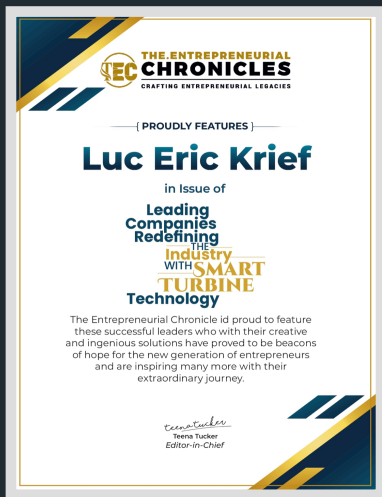 TEC
THE.ENTREPRENEURIAL
CHRONICLES
CRAFTING ENTREPRENEURIAL LEGACIES
{ PROUDLY FEATURES }
Luc Eric Krief
in Issue of
Leading
Companies
Redefining
THE
Industry
WITH SMART
TURBINE
Technology
The Entrepreneurial Chronicle id proud to feature
these successful leaders who with their creative
and ingenious solutions have proved to be beacons
of hope for the new generation of entrepreneurs
and are inspiring many more with their
extraordinary journey.
teenatucker
Teena Tucker
Editor-in-Chief